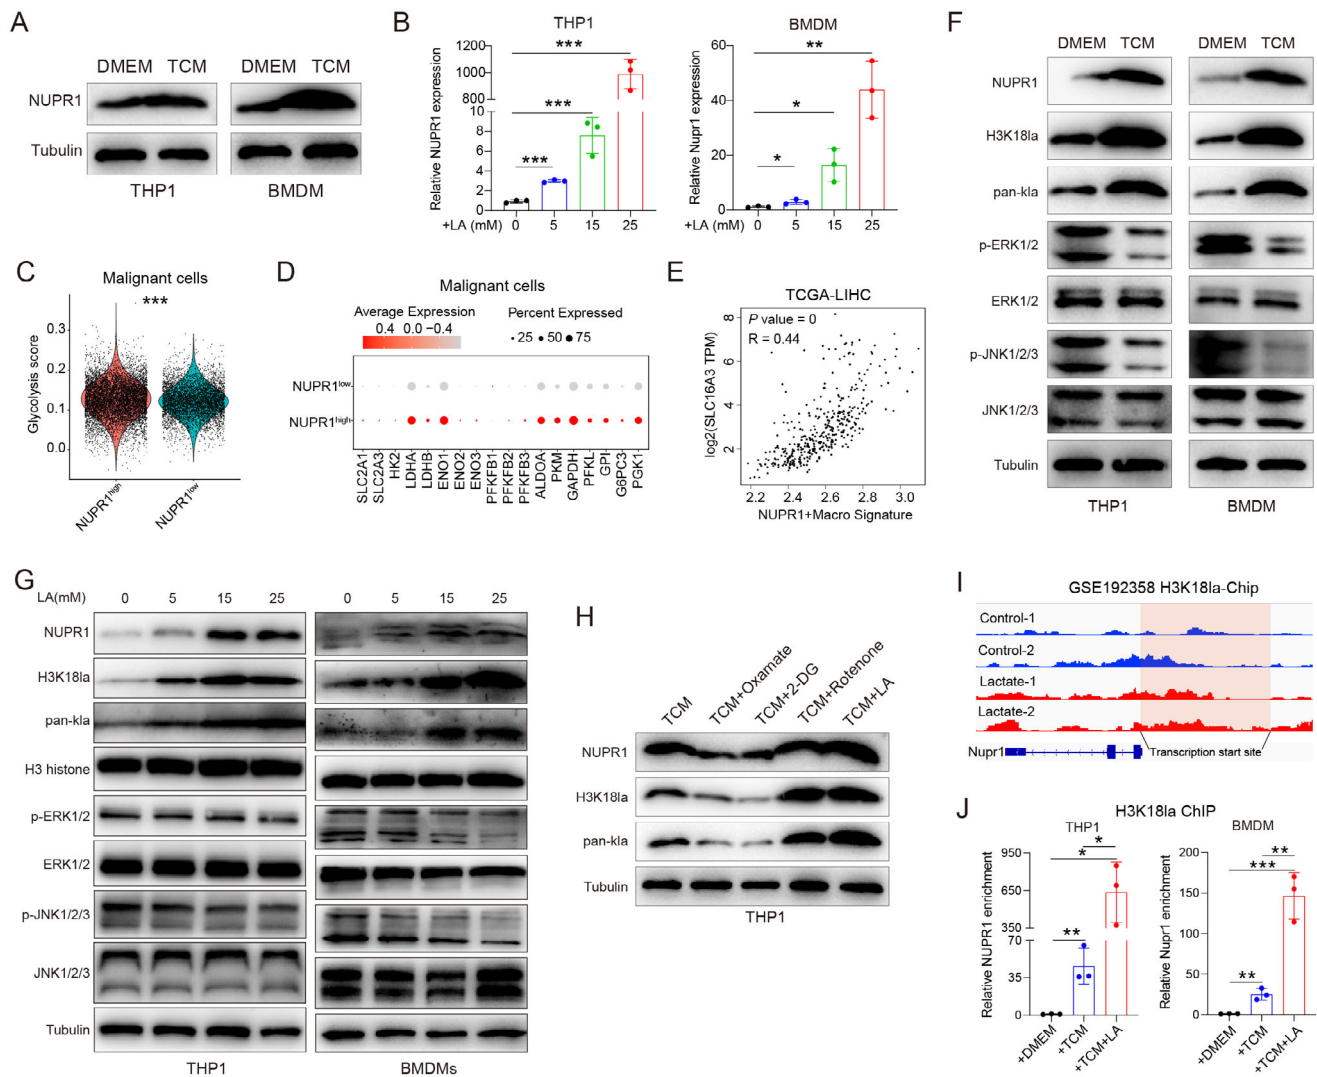 A
DMEM TCM DMEM TCM
NUPR1
Tubulin
THP1 BMDM
B
THP1
Relative NUPR1 expression
1200
1000
800
10
8
6
4
2
0
***
***
***
+LA (mM) 0 5 15 25
BMDM
Relative Nupr1 expression
60
40
20
0
**
*
*
+LA (mM) 0 5 15 25
C
Malignant cells
***
Glycolysis score
0.3
0.2
0.1
0.0
NUPR1high
NUPR1low
D
Malignant cells
Average Expression
0.4 0.0 −0.4
Percent Expressed
25 50 75
NUPR1low
NUPR1high
SLC2A1
SLC2A3
HK2
LDHA
LDHB
ENO1
ENO2
ENO3
PFKFB1
PFKFB2
PFKFB3
ALDOA
PKM
GAPDH
PFKL
GPI
G6PC3
PGK1
E
TCGA-LIHC
P value = 0
R = 0.44
log2(SLC16A3 TPM)
8
6
4
2
2.2 2.4 2.6 2.8 3.0
NUPR1+Macro Signature
F
DMEM TCM DMEM TCM
NUPR1
H3K18la
pan-kla
p-ERK1/2
ERK1/2
p-JNK1/2/3
JNK1/2/3
Tubulin
THP1 BMDM
G
LA(mM) 0 5 15 25 0 5 15 25
NUPR1
H3K18la
pan-kla
H3 histone
p-ERK1/2
ERK1/2
p-JNK1/2/3
JNK1/2/3
Tubulin
THP1 BMDMs
H
TCM
TCM+Oxamate
TCM+2-DG
TCM+Rotenone
TCM+LA
NUPR1
H3K18la
pan-kla
Tubulin
THP1
I
GSE192358 H3K18la-Chip
Control-1
Control-2
Lactate-1
Lactate-2
Nupr1
Transcription start site
J
H3K18la ChIP
THP1
Relative NUPR1 enrichment
950
650
350
70
35
0
*
*
**
+DMEM
+TCM
+TCM+LA
BMDM
Relative Nupr1 enrichment
200
150
100
50
0
**
***
**
+DMEM
+TCM
+TCM+LA